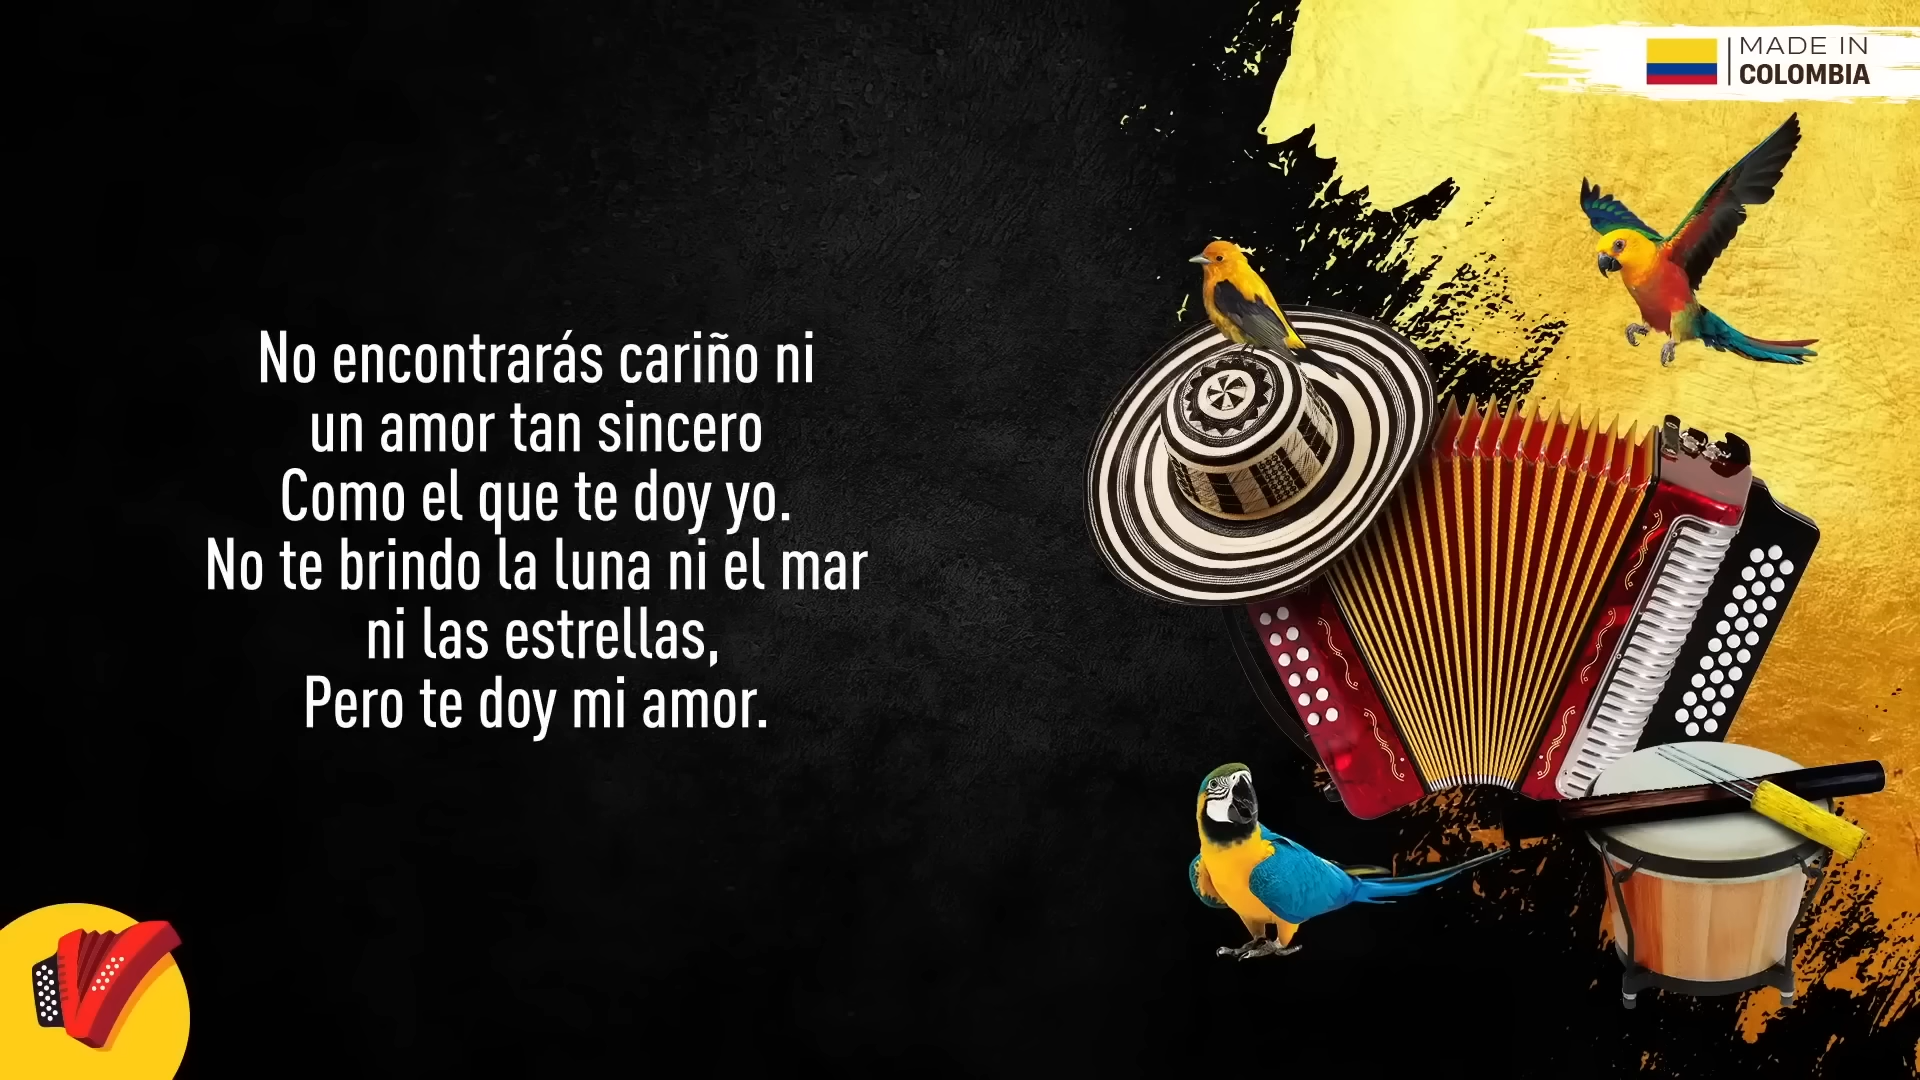 MADE IN
COLOMBIA
No encontrarás cariño ni
un amor tan sincero
Como el que te doy yo.
No te brindo la luna ni el mar
ni las estrellas,
Pero te doy mi amor.